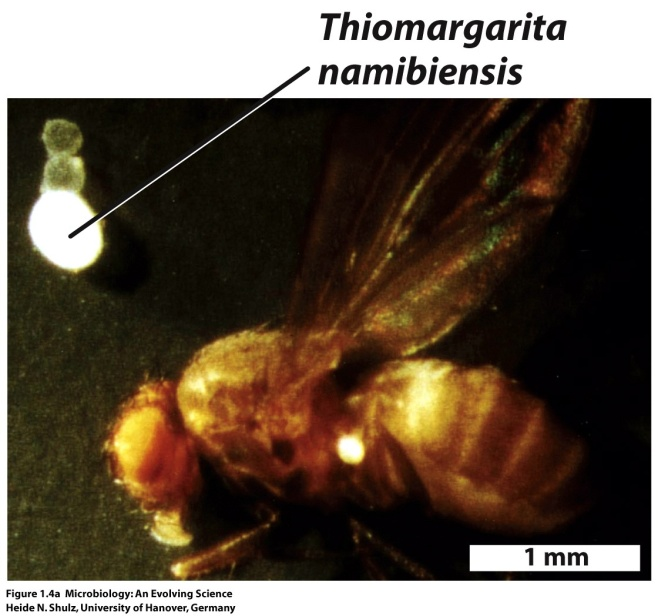 Thiomargarita
namibiensis
1 mm
Figure 1.4a Microbiology: An Evolving Science
Heide N. Shulz, University of Hanover, Germany